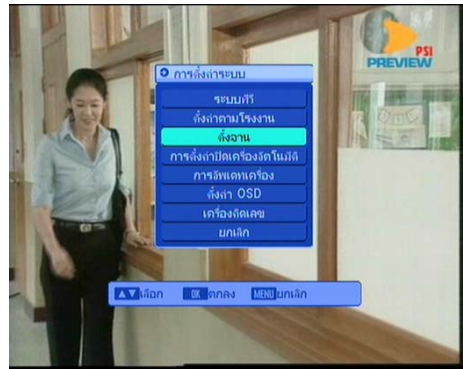 PSI
PREVIEW
การตั้งค่าระบบ
ระบบทีวี
ตั้งค่าตามโรงงาน
ตั้งจาน
การตั้งค่าปิดเครื่องอัตโนมัติ
การอัพเดทเครื่อง
ตั้งค่า OSD
เครื่องคิดเลข
ยกเลิก
▲▼เลือก OK ตกลง MENU ยกเลิก